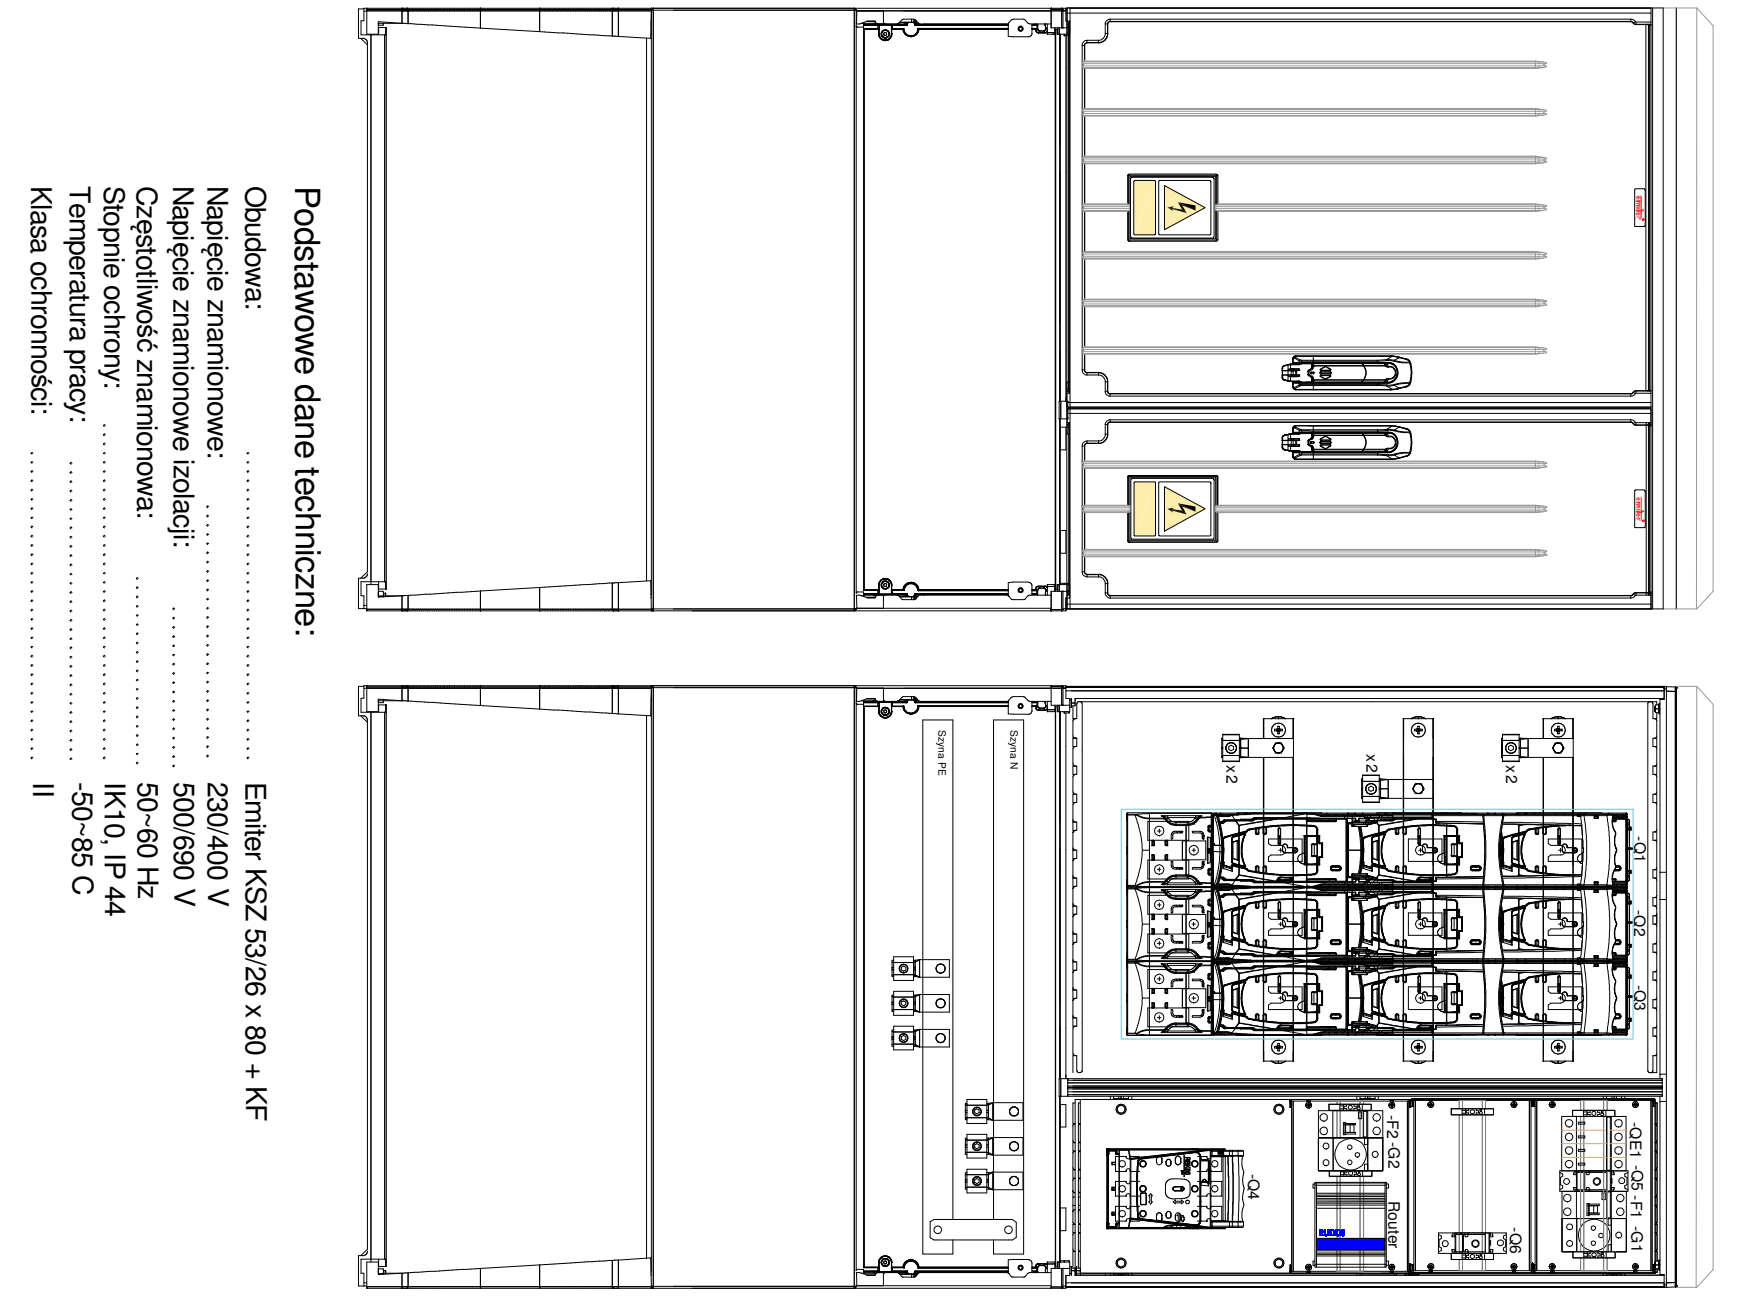 Podstawowe dane techniczne:
Obudowa: ........................................ Emiter KSZ 53/26 x 80 + KF
Napięcie znamionowe: ................................. 230/400 V
Napięcie znamionowe izolacji: ..................... 500/690 V
Częstotliwość znamionowa: ........................ 50~60 Hz
Stopnie ochrony: ........................................... IK10, IP 44
Temperatura pracy: ...................................... -50~85 C
Klasa ochronności: ....................................... II
emiter
emiter
Szyna N
Szyna PE
x2
x2
x2
-Q1
-Q2
-Q3
-QE1 -Q5 -F1 -G1
-Q6
-F2 -G2
Router
-Q4